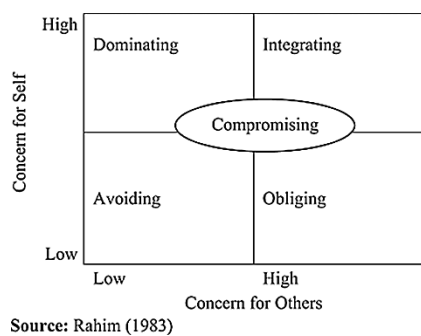 High
Dominating
Integrating
Concern for Self
Compromising
Avoiding
Obliging
Low
Low
High
Concern for Others
Source: Rahim (1983)